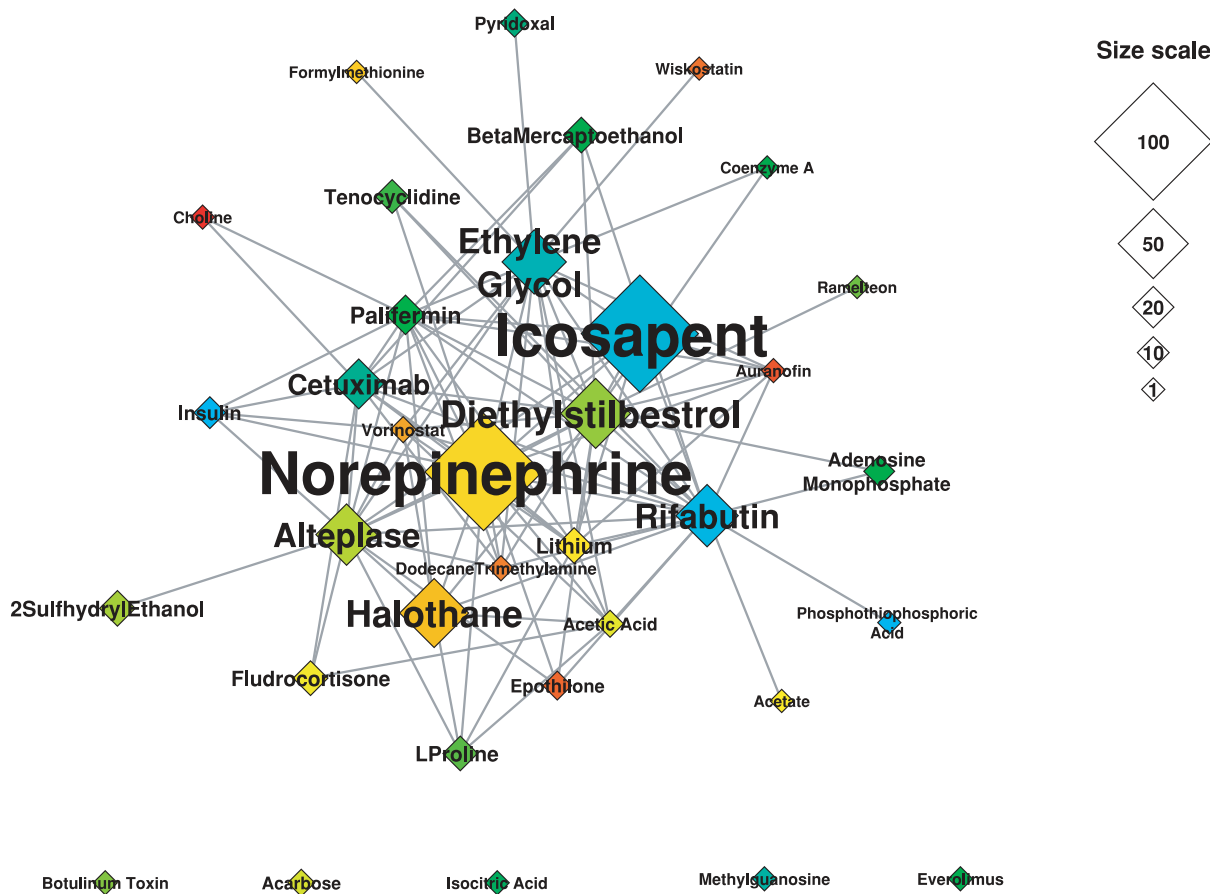 Pyridoxal
Size scale
Formylmethionine
Wiskostatin
BetaMercaptoethanol
100
Coenzyme A
Tenocyclidine
Choline
Ethylene
Glycol
50
Ramelteon
20
Palifermin
Icosapent
10
Auranofin
Cetuximab
1
Insulin
Diethylstilbestrol
Vorinostat
Norepinephrine
Adenosine
Monophosphate
Rifabutin
Alteplase
Lithium
DodecaneTrimethylamine
2SulfhydrylEthanol
Halothane
Acetic Acid
Phosphothiophosphoric
Acid
Fludrocortisone
Epothilone
Acetate
LProline
Botulinum Toxin
Acarbose
Isocitric Acid
Methylguanosine
Everolimus